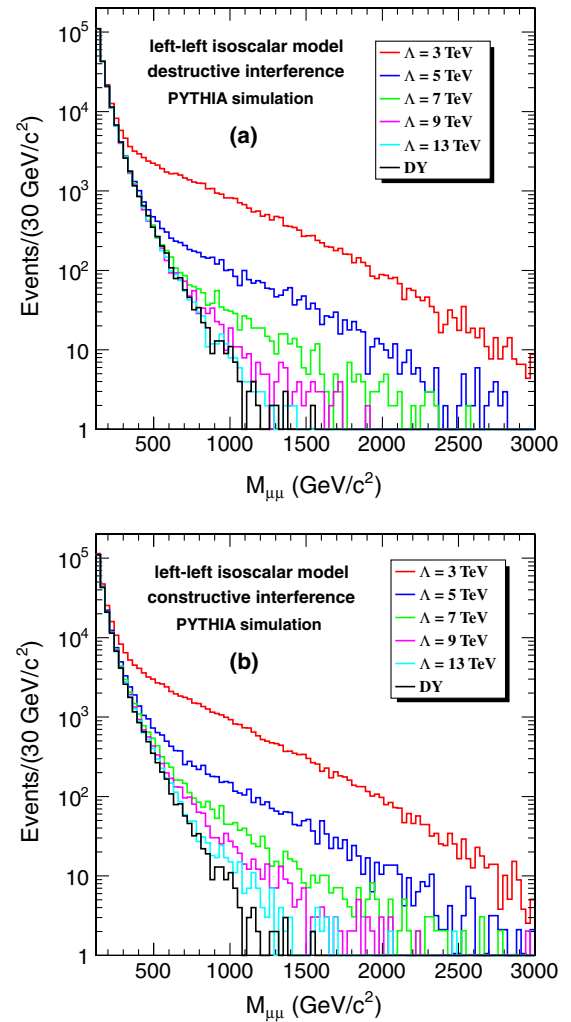 10⁵
10⁴
10³
10²
10
1
Events/(30 GeV/c²)
left-left isoscalar model
destructive interference
PYTHIA simulation
(a)
Λ = 3 TeV
Λ = 5 TeV
Λ = 7 TeV
Λ = 9 TeV
Λ = 13 TeV
DY
500 1000 1500 2000 2500 3000
Mμμ (GeV/c²)
10⁵
10⁴
10³
10²
10
1
Events/(30 GeV/c²)
left-left isoscalar model
constructive interference
PYTHIA simulation
(b)
Λ = 3 TeV
Λ = 5 TeV
Λ = 7 TeV
Λ = 9 TeV
Λ = 13 TeV
DY
500 1000 1500 2000 2500 3000
Mμμ (GeV/c²)